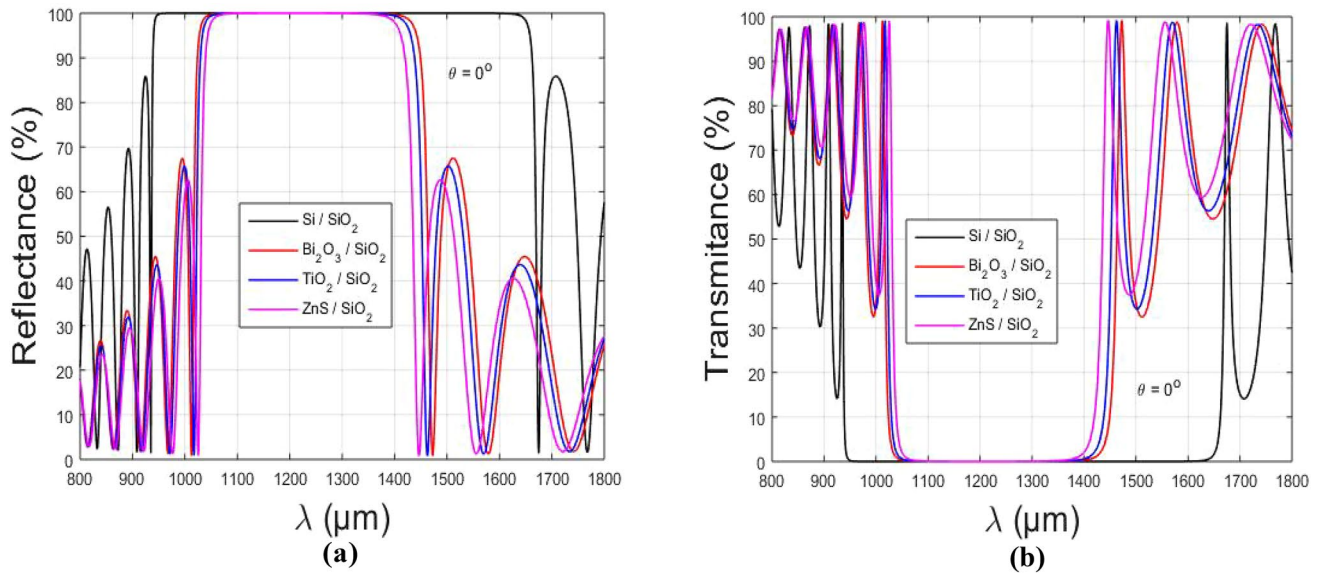 100
90
80
70
60
50
40
30
20
10
0
Reflectance (%)
θ = 0°
Si / SiO₂
Bi₂O₃ / SiO₂
TiO₂ / SiO₂
ZnS / SiO₂
800 900 1000 1100 1200 1300 1400 1500 1600 1700 1800
λ (μm)
(a)
100
90
80
70
60
50
40
30
20
10
0
Transmitance (%)
Si / SiO₂
Bi₂O₃ / SiO₂
TiO₂ / SiO₂
ZnS / SiO₂
θ = 0°
800 900 1000 1100 1200 1300 1400 1500 1600 1700 1800
λ (μm)
(b)